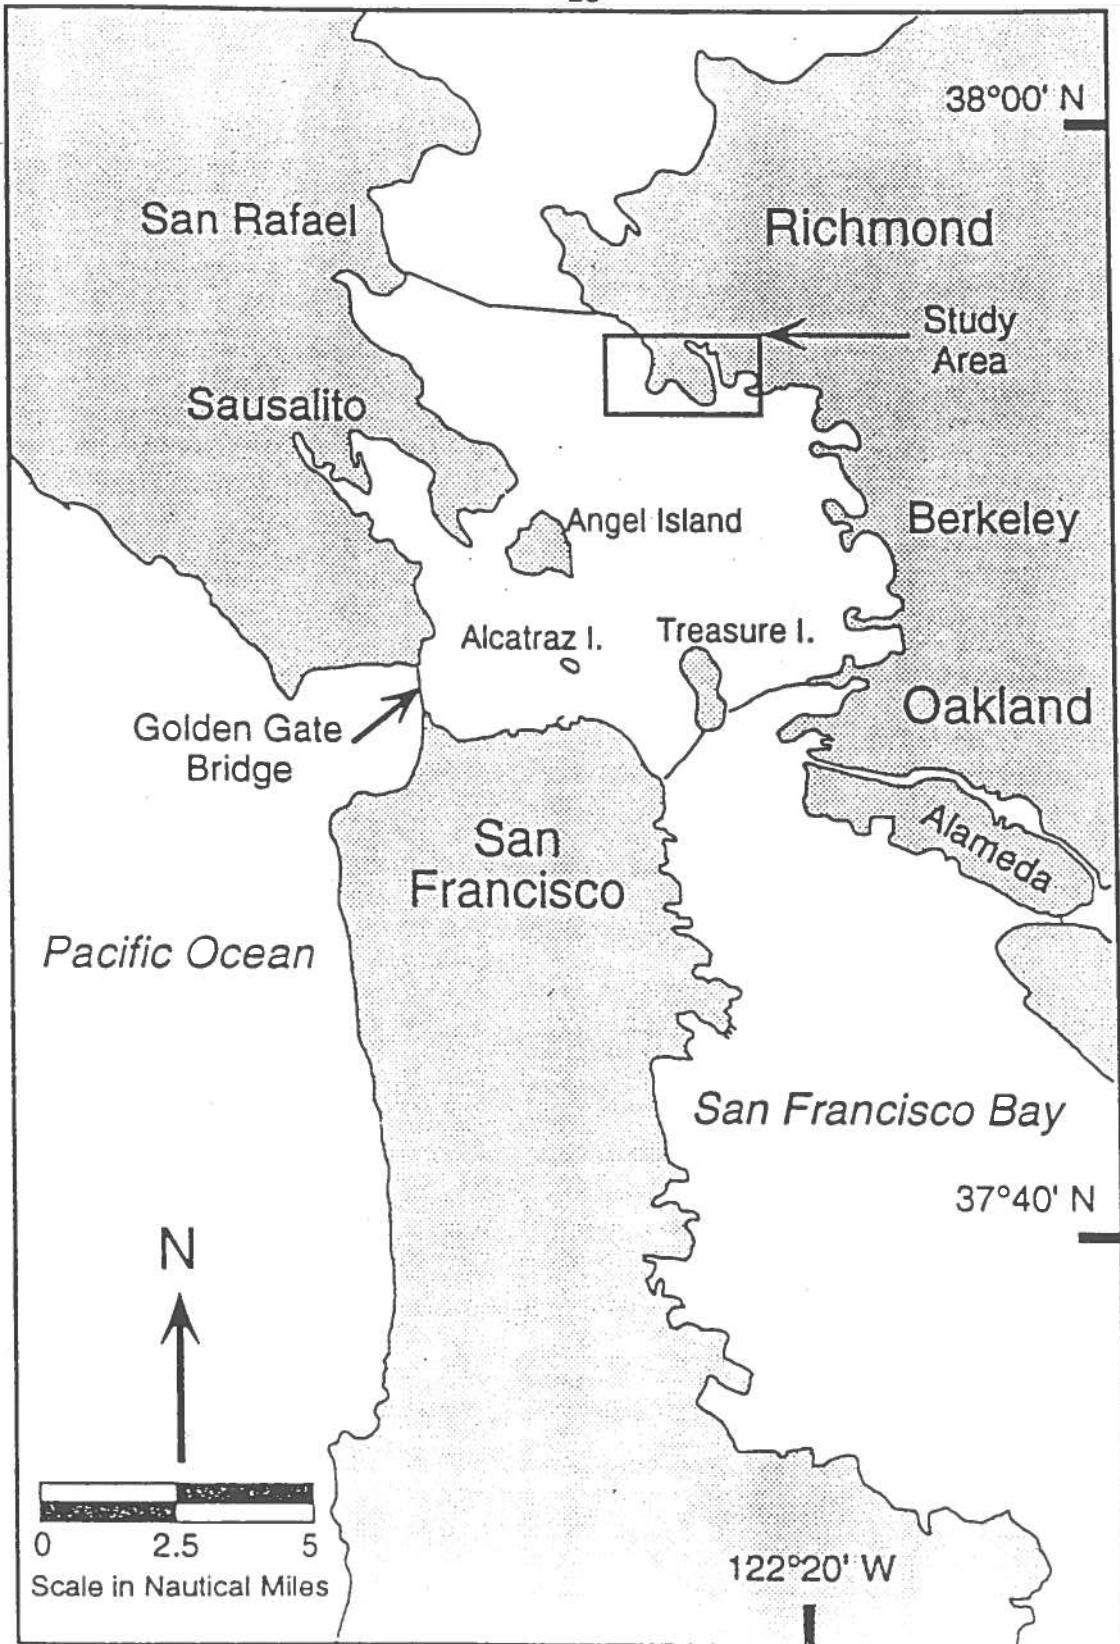 38°00' N
San Rafael
Richmond
Study
Area
Sausalito
Angel Island
Berkeley
Alcatraz I.
Treasure I.
Golden Gate
Bridge
Oakland
San
Francisco
Alameda
Pacific Ocean
San Francisco Bay
37°40' N
N
0 2.5 5
Scale in Nautical Miles
122°20' W